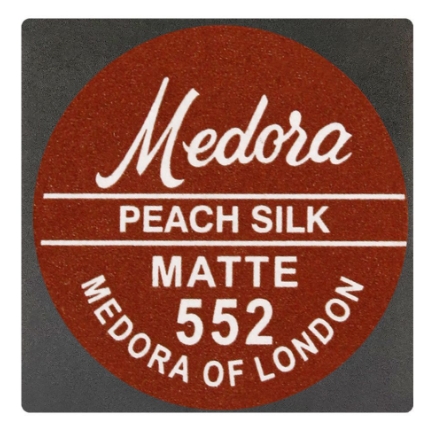 Medora
PEACH SILK
MATTE
552
MEDORA OF LONDON